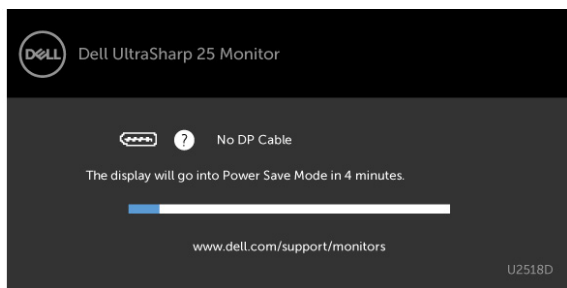 DELL
Dell UltraSharp 25 Monitor
? No DP Cable
The display will go into Power Save Mode in 4 minutes.
www.dell.com/support/monitors
U2518D